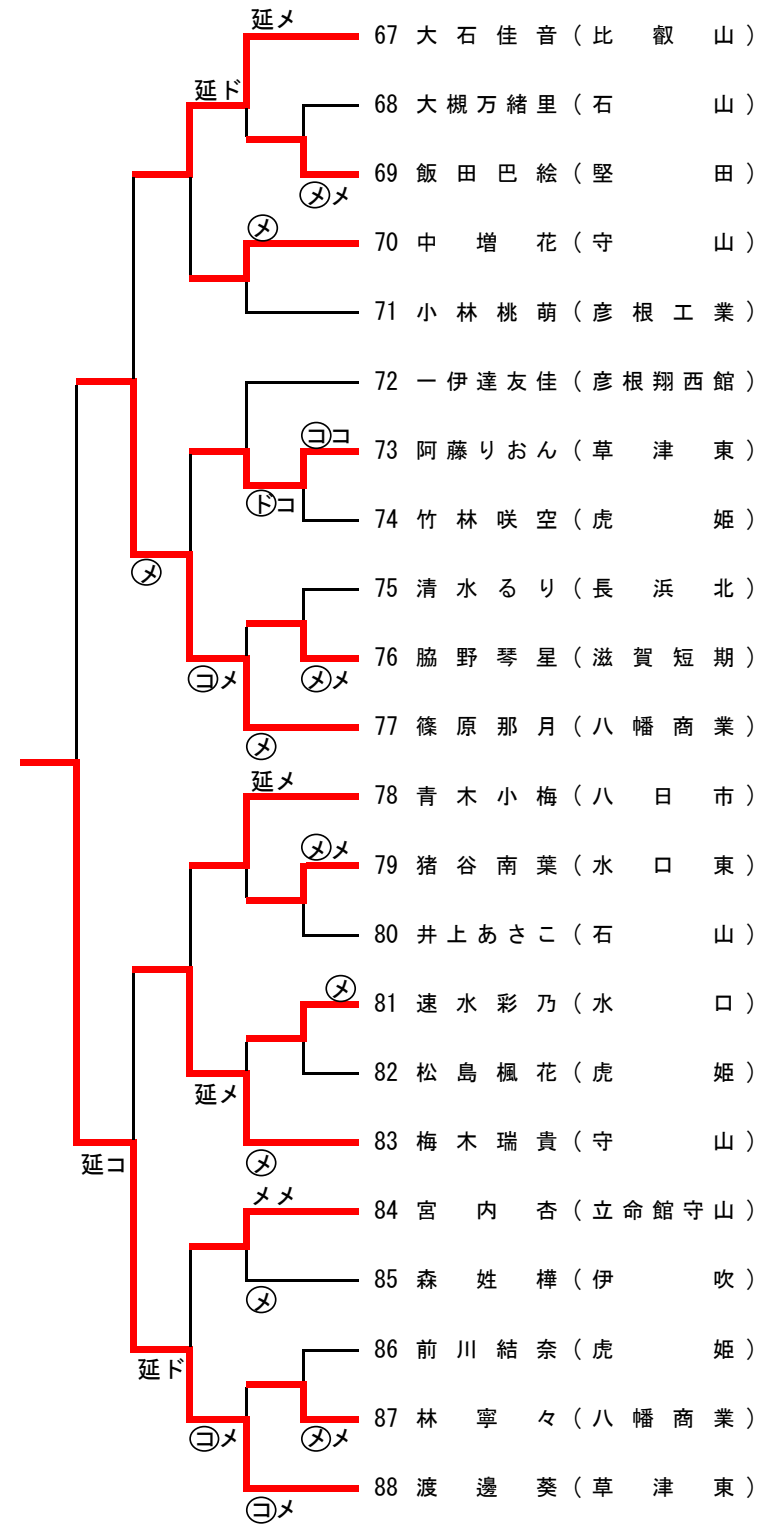 延メ
67 大石佳音（比叡山）
延ド
68 大槻万緒里（石山）
69 飯田巴絵（堅田）
メメ
メ
70 中増花（守山）
71 小林桃萌（彦根工業）
72 一伊達友佳（彦根翔西館）
ココ
73 阿藤りおん（草津東）
ドコ
74 竹林咲空（虎姫）
メ
75 清水るり（長浜北）
76 脇野琴星（滋賀短期）
コメ
メメ
77 篠原那月（八幡商業）
メ
延メ
78 青木小梅（八日市）
メメ
79 猪谷南葉（水口東）
80 井上あさこ（石山）
メ
81 速水彩乃（水口）
82 松島楓花（虎姫）
延メ
83 梅木瑞貴（守山）
延コ
メ
メメ
84 宮内杏（立命館守山）
85 森姓樺（伊吹）
メ
86 前川結奈（虎姫）
延ド
87 林寧々（八幡商業）
コメ
メメ
88 渡邊葵（草津東）
コメ